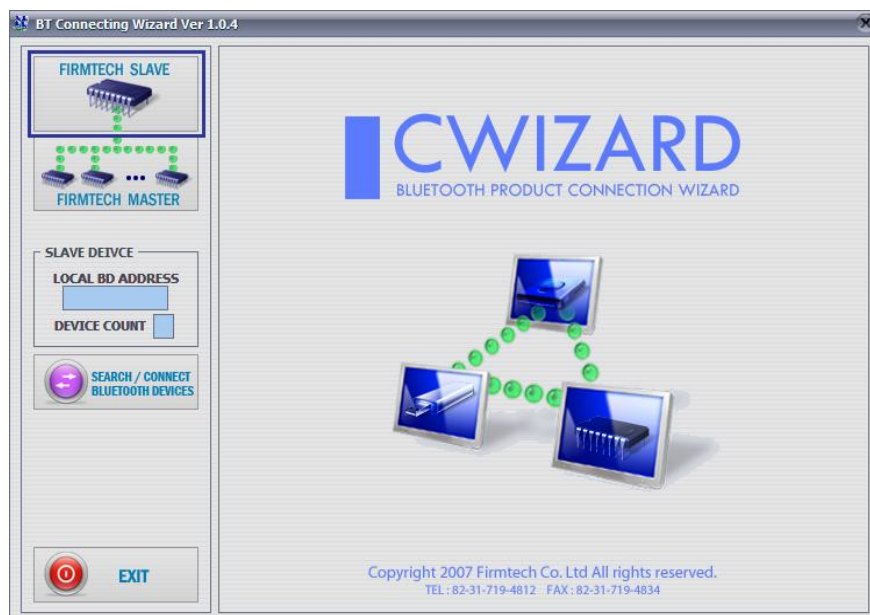 BT Connecting Wizard Ver 1.0.4
FIRMTECH SLAVE
FIRMTECH MASTER
SLAVE DEIVCE
LOCAL BD ADDRESS
DEVICE COUNT
SEARCH / CONNECT
BLUETOOTH DEVICES
EXIT
CWIZARD
BLUETOOTH PRODUCT CONNECTION WIZARD
Copyright 2007 Firmtech Co. Ltd All rights reserved.
TEL : 82-31-719-4812 FAX : 82-31-719-4834